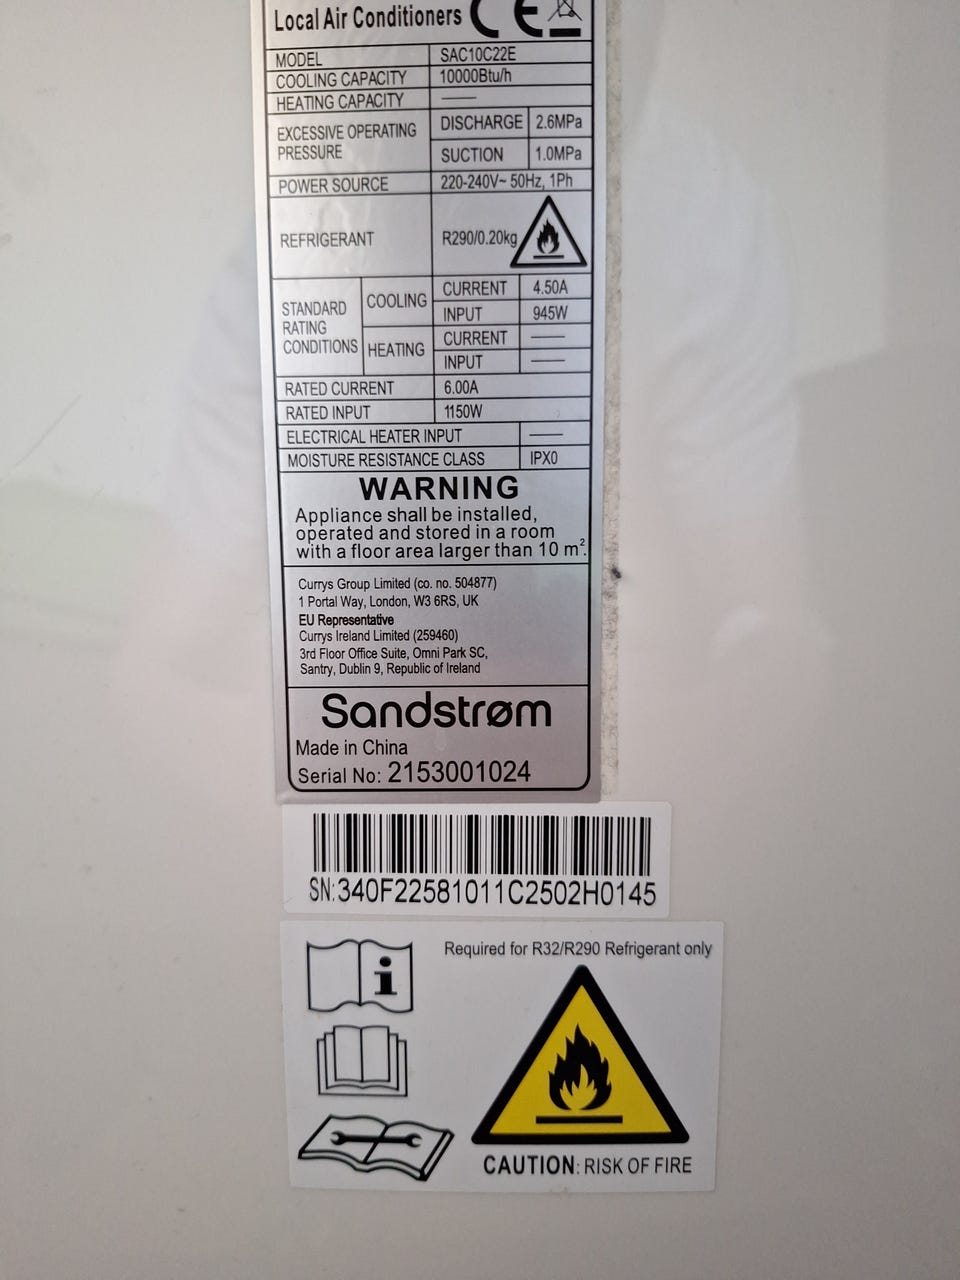 Local Air Conditioners CE
MODEL SAC10C22E
COOLING CAPACITY 10000Btu/h
HEATING CAPACITY ——
EXCESSIVE OPERATING PRESSURE DISCHARGE 2.6MPa
SUCTION 1.0MPa
POWER SOURCE 220-240V~ 50Hz, 1Ph
REFRIGERANT R290/0.20kg
STANDARD RATING CONDITIONS COOLING CURRENT 4.50A
INPUT 945W
HEATING CURRENT ——
INPUT ——
RATED CURRENT 6.00A
RATED INPUT 1150W
ELECTRICAL HEATER INPUT ——
MOISTURE RESISTANCE CLASS IPX0
WARNING
Appliance shall be installed,
operated and stored in a room
with a floor area larger than 10 m².
Currys Group Limited (co. no. 504877)
1 Portal Way, London, W3 6RS, UK
EU Representative
Currys Ireland Limited (259460)
3rd Floor Office Suite, Omni Park SC,
Santry, Dublin 9, Republic of Ireland
Sandstrøm
Made in China
Serial No: 2153001024
SN:340F22581011C2502H0145
Required for R32/R290 Refrigerant only
i
CAUTION: RISK OF FIRE